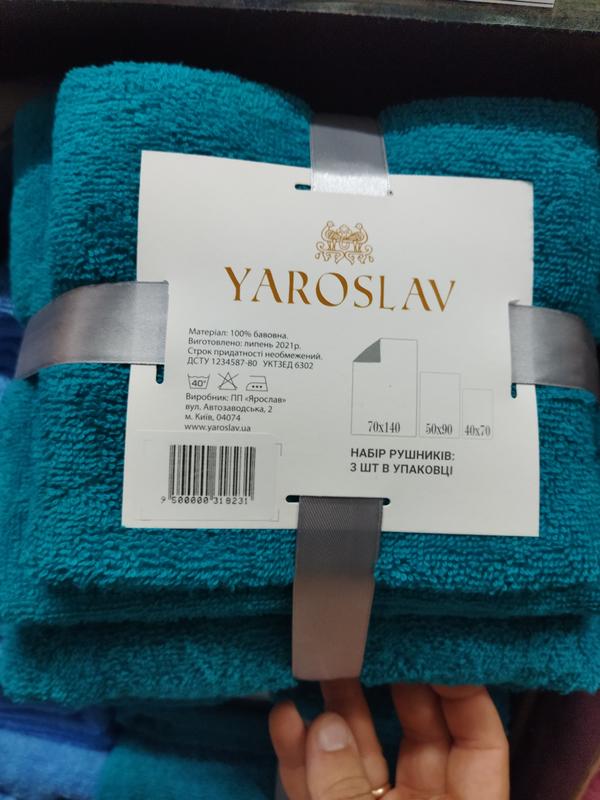 YAROSLAV
Матеріал: 100% бавовна.
Виготовлено: липень 2021р.
Строк придатності необмежений.
ДСТУ 1234587-80 УКТЗЕД 6302
40°
Виробник: ПП «Ярослав»
вул. Автозаводська, 2
м. Київ, 04074
www.yaroslav.ua
9 500000 318231
70x140
50x90
40x70
НАБІР РУШНИКІВ:
3 ШТ В УПАКОВЦІ